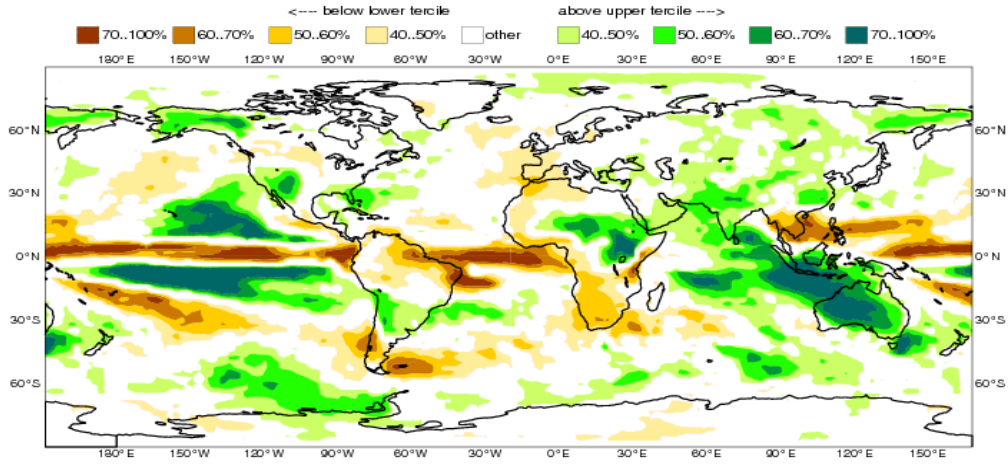 <---- below lower tercile    above upper tercile ---->
70..100%  60..70%  50..60%  40..50%  other  40..50%  50..60%  60..70%  70..100%
180°E  150°W  120°W  90°W  60°W  30°W  0°E  30°E  60°E  90°E  120°E  150°E
60°N  60°N
30°N  30°N
0°N  0°N
30°S  30°S
60°S  60°S
180°E  150°W  120°W  90°W  60°W  30°W  0°E  30°E  60°E  90°E  120°E  150°E